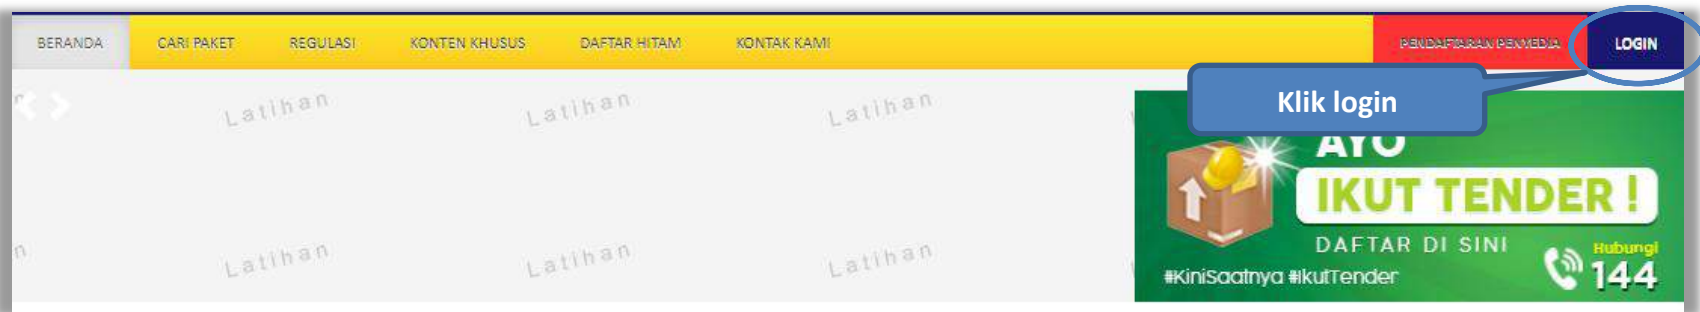 BERANDA CARI PAKET REGULASI KONTEN KHUSUS DAFTAR HITAM KONTAK KAMI PENDAFTARAN PENYEDIA LOGIN
Klik login
Latihan Latihan Latihan
AYO
IKUT TENDER !
DAFTAR DI SINI
Hubungi
#KiniSaatnya #IkutTender 144
Latihan Latihan Latihan